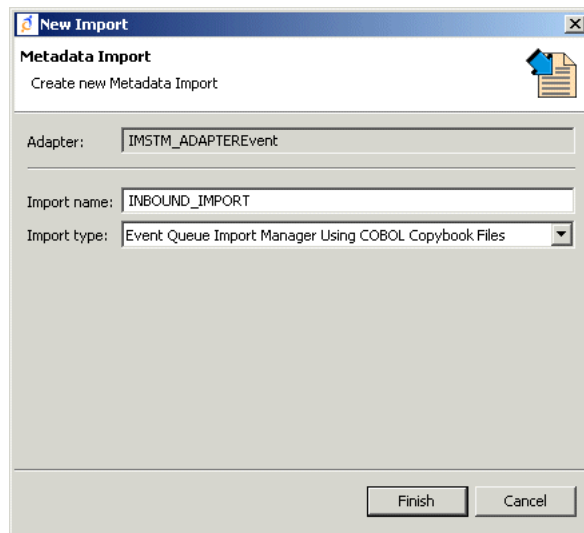 New Import
Metadata Import
Create new Metadata Import
Adapter: IMSTM_ADAPTEREvent
Import name: INBOUND_IMPORT
Import type: Event Queue Import Manager Using COBOL Copybook Files
Finish Cancel